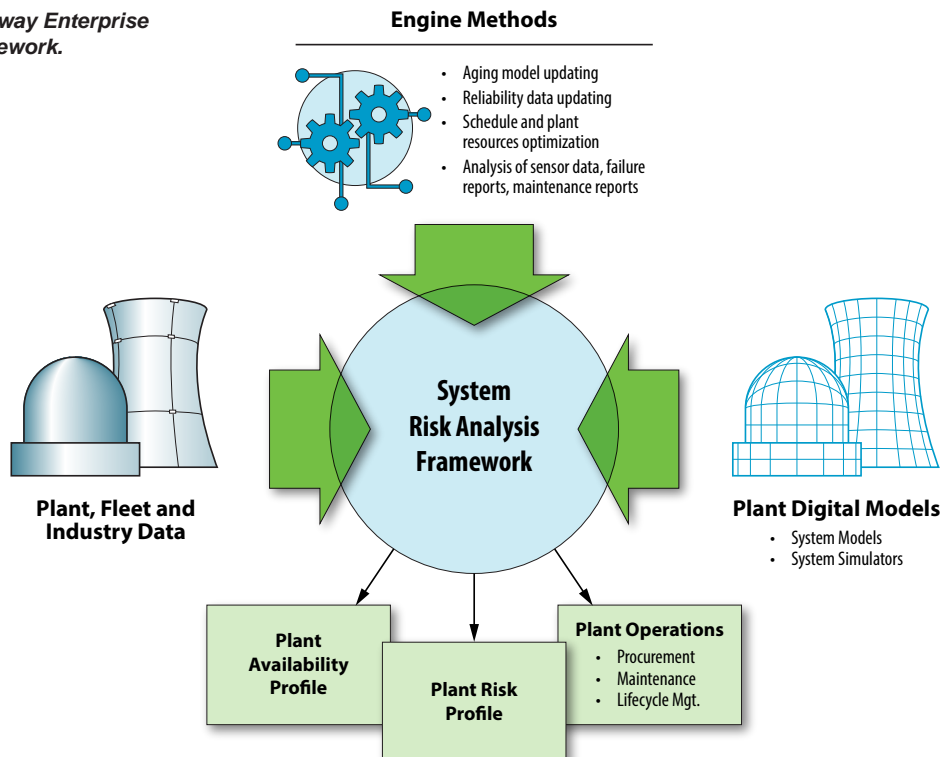 way Enterprise
ework.
Engine Methods
• Aging model updating
• Reliability data updating
• Schedule and plant
resources optimization
• Analysis of sensor data, failure
reports, maintenance reports
System
Risk Analysis
Framework
Plant, Fleet and
Industry Data
Plant Digital Models
• System Models
• System Simulators
Plant
Availability
Profile
Plant Risk
Profile
Plant Operations
• Procurement
• Maintenance
• Lifecycle Mgt.